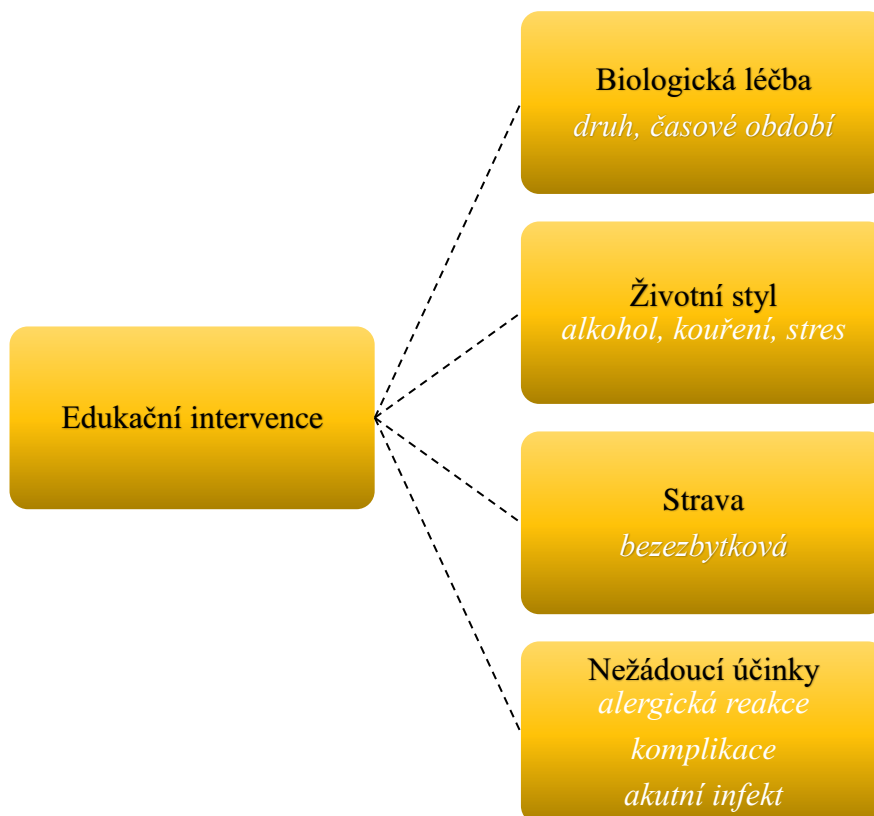 Biologická léčba
druh, časové období
Životní styl
alkohol, kouření, stres
Edukační intervence
Strava
bezezbytková
Nežádoucí účinky
alergická reakce
komplikace
akutní infekt